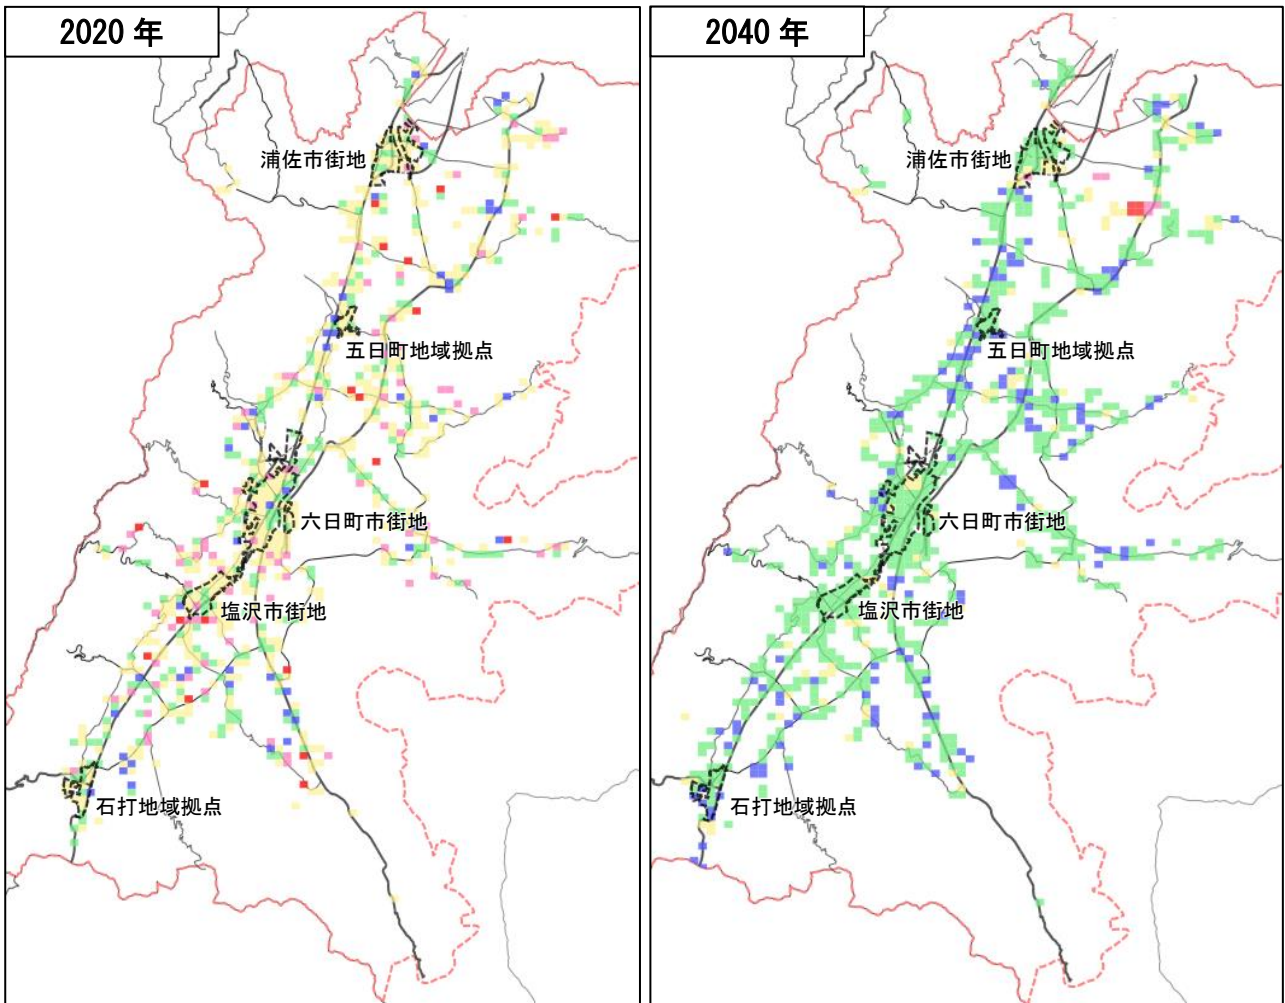 2020 年
浦佐市街地
五日町地域拠点
六日町市街地
塩沢市街地
石打地域拠点
2040 年
浦佐市街地
五日町地域拠点
六日町市街地
塩沢市街地
石打地域拠点